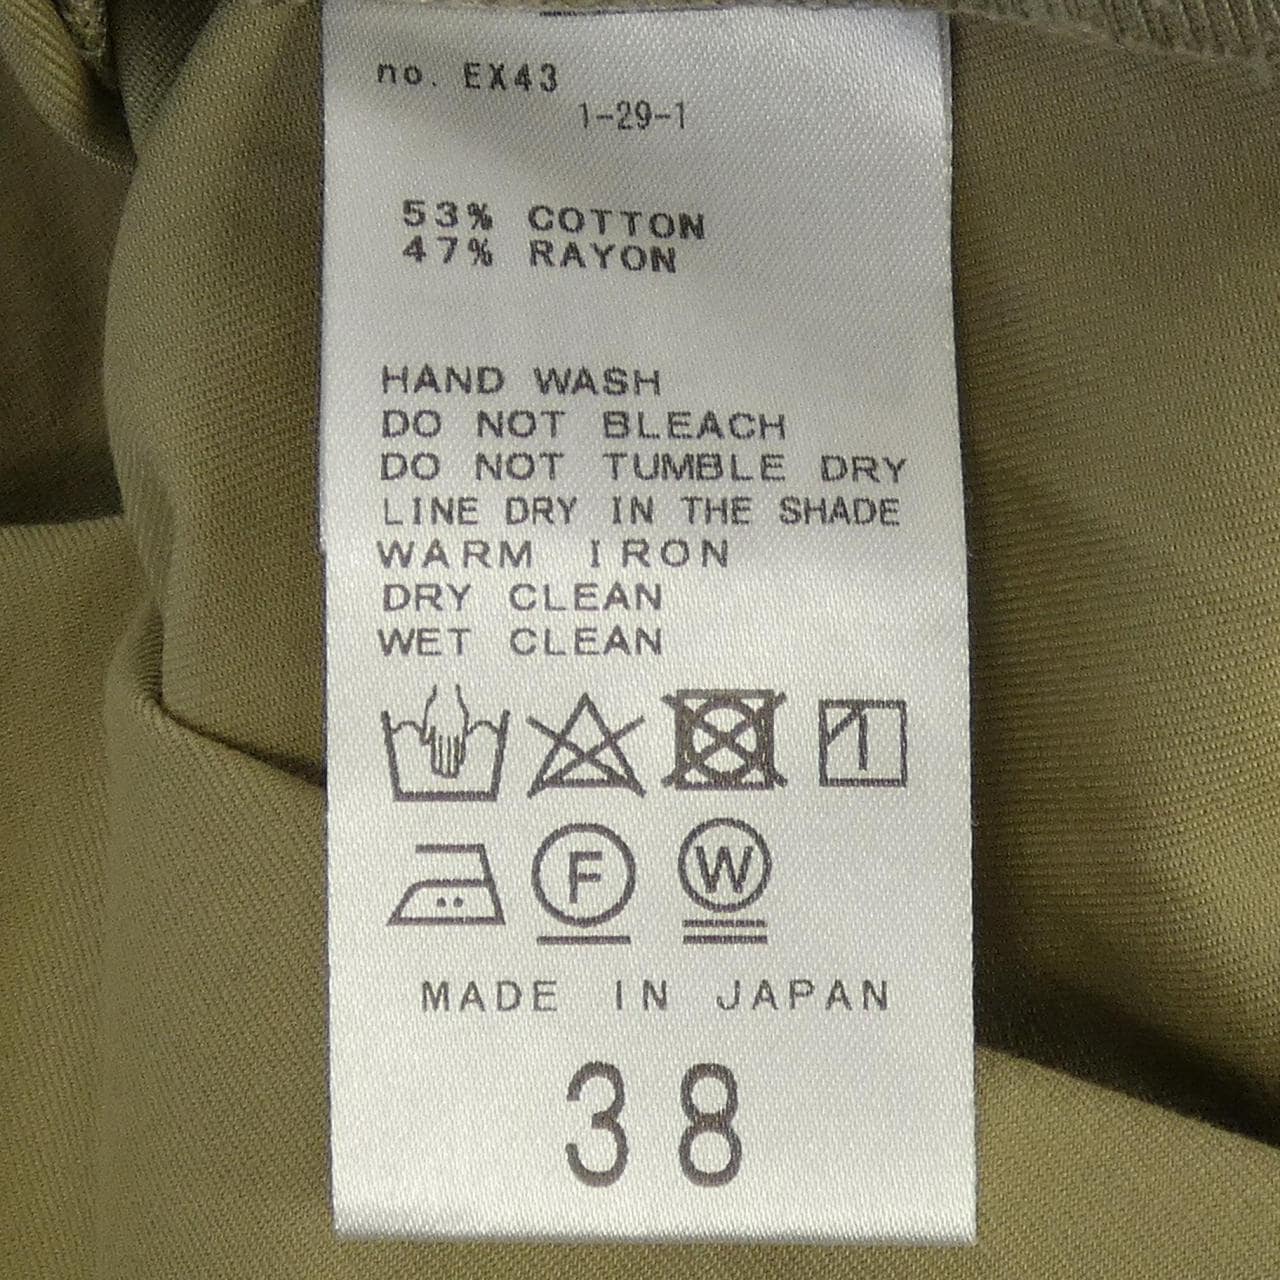 no. EX43
1-29-1
53% COTTON
47% RAYON
HAND WASH
DO NOT BLEACH
DO NOT TUMBLE DRY
LINE DRY IN THE SHADE
WARM IRON
DRY CLEAN
WET CLEAN
F W
MADE IN JAPAN
38